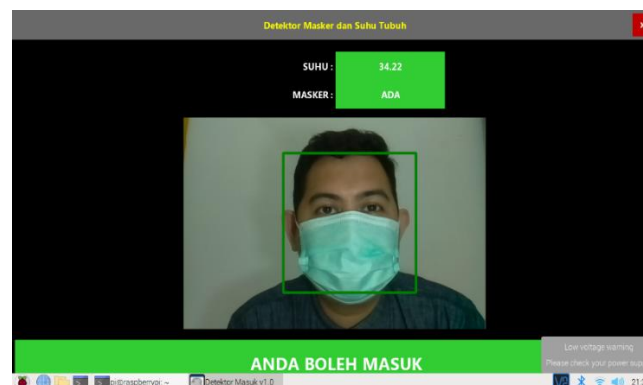 Detektor Masker dan Suhu Tubuh
x
SUHU : 34.22
MASKER : ADA
ANDA BOLEH MASUK
Low voltage warning
Please check your power
pi@raspberrypi: ~
Detektor Masuk v1.0
V2